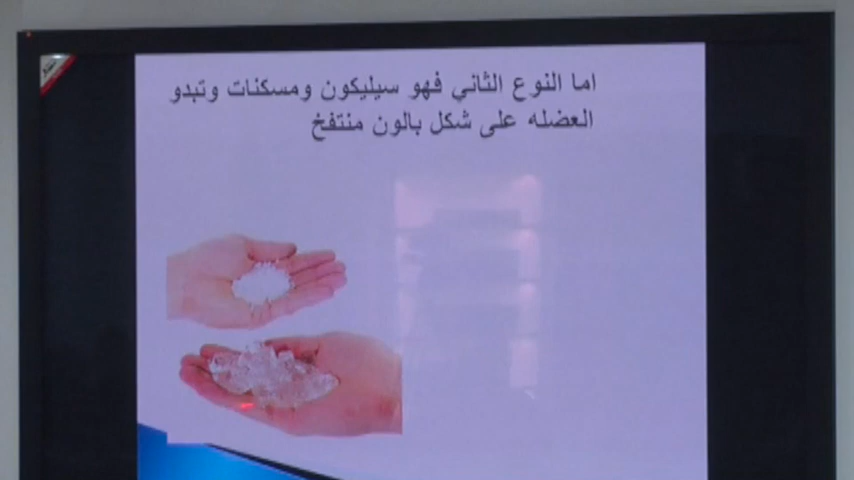 اما النوع الثاني فهو سيليكون ومسكنات وتبدو
العضله على شكل بالون منتفخ